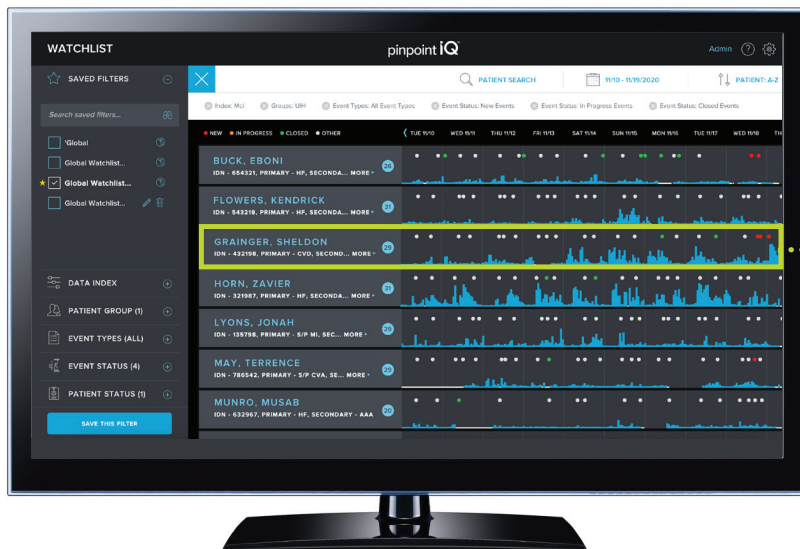 WATCHLIST
pinpoint iQ
Admin
SAVED FILTERS
PATIENT SEARCH
11/10 - 11/19/2020
PATIENT: A-Z
Search saved filters...
Index: Mci
Groups: UIH
Event Types: All Event Types
Event Status: New Events
Event Status: In Progress Events
Event Status: Closed Events
'Global
Global Watchlist...
Global Watchlist...
Global Watchlist...
NEW
IN PROGRESS
CLOSED
OTHER
TUE 11/10
WED 11/11
THU 11/12
FRI 11/13
SAT 11/14
SUN 11/15
MON 11/16
TUE 11/17
WED 11/18
TH
BUCK, EBONI
IDN - 654321, PRIMARY - HF, SECONDA... MORE
26
FLOWERS, KENDRICK
IDN - 543219, PRIMARY - HF, SECONDA... MORE
31
GRAINGER, SHELDON
IDN - 432198, PRIMARY - CVD, SECOND... MORE
29
HORN, ZAVIER
IDN - 321987, PRIMARY - HF, SECONDA... MORE
31
LYONS, JONAH
IDN - 135798, PRIMARY - S/P MI, SEC... MORE
29
MAY, TERRENCE
IDN - 786542, PRIMARY - S/P CVA, SE... MORE
29
MUNRO, MUSAB
IDN - 632967, PRIMARY - HF, SECONDARY - AAA
20
DATA INDEX
PATIENT GROUP (1)
EVENT TYPES (ALL)
EVENT STATUS (4)
PATIENT STATUS (1)
SAVE THIS FILTER